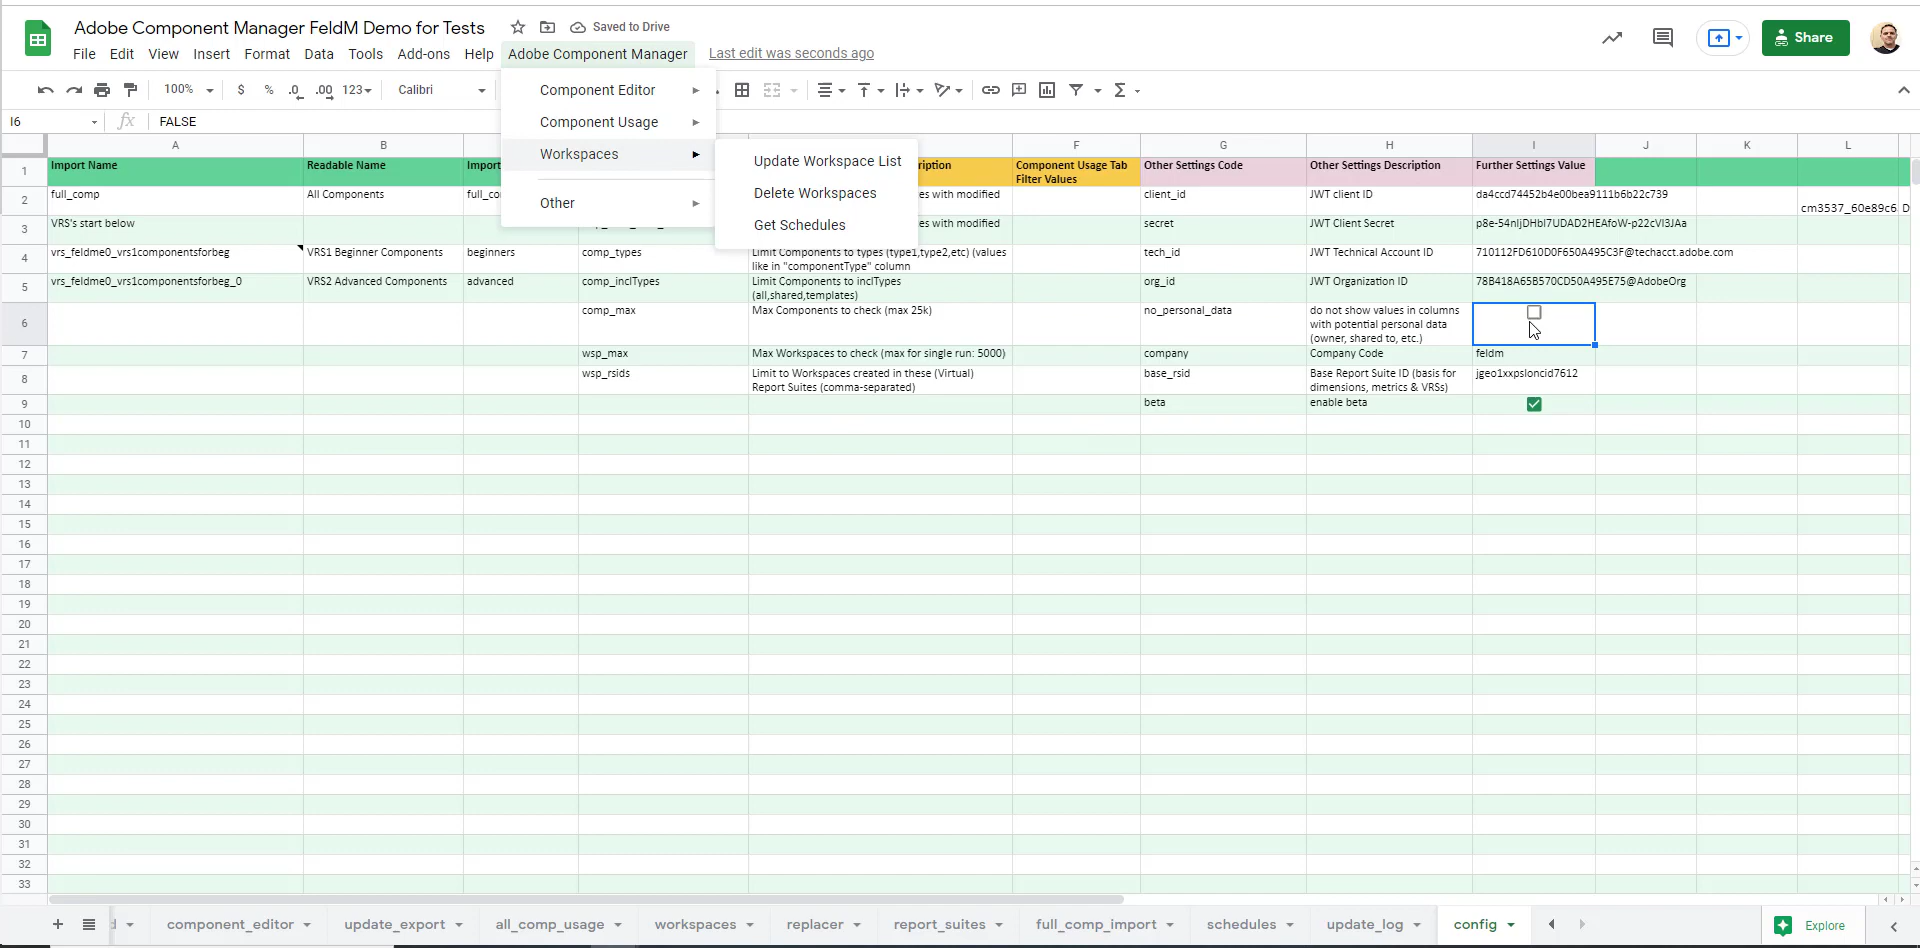 Adobe Component Manager FeldM Demo for Tests
Saved to Drive
File Edit View Insert Format Data Tools Add-ons Help Adobe Component Manager Last edit was seconds ago
Share
100% $ % .0 .00 123 Calibri
Component Editor
Component Usage
Workspaces
Other
Update Workspace List
Delete Workspaces
Get Schedules
I6 fx FALSE
A B F G H I J K L
1 Import Name Readable Name Import ription Component Usage Tab Other Settings Code Other Settings Description Further Settings Value
Filter Values
2 full_comp All Components full_co es with modified client_id JWT client ID da4ccd74452b4e00bea9111b6b22c739
cm3537_60e89c6 D
3 VRS's start below es with modified secret JWT Client Secret p8e-54nIjDHbI7UDAD2HEAfoW-p22cVI3JAa
4 vrs_feldme0_vrs1componentsforbeg VRS1 Beginner Components beginners comp_types Limit Components to types (type1,type2,etc) (values tech_id JWT Technical Account ID 710112FD610D0F650A495C3F@techacct.adobe.com
like in "componentType" column
5 vrs_feldme0_vrs1componentsforbeg_0 VRS2 Advanced Components advanced comp_inclTypes Limit Components to inclTypes org_id JWT Organization ID 78B418A65B570CD50A495E75@AdobeOrg
(all,shared,templates)
6 comp_max Max Components to check (max 25k) no_personal_data do not show values in columns
with potential personal data
(owner, shared to, etc.)
7 wsp_max Max Workspaces to check (max for single run: 5000) company Company Code feldm
8 wsp_rsids Limit to Workspaces created in these (Virtual) base_rsid Base Report Suite ID (basis for jgeo1xxpsloncid7612
Report Suites (comma-separated) dimensions, metrics & VRSs)
9 beta enable beta
10
11
12
13
14
15
16
17
18
19
20
21
22
23
24
25
26
27
28
29
30
31
32
33
component_editor update_export all_comp_usage workspaces replacer report_suites full_comp_import schedules update_log config Explore